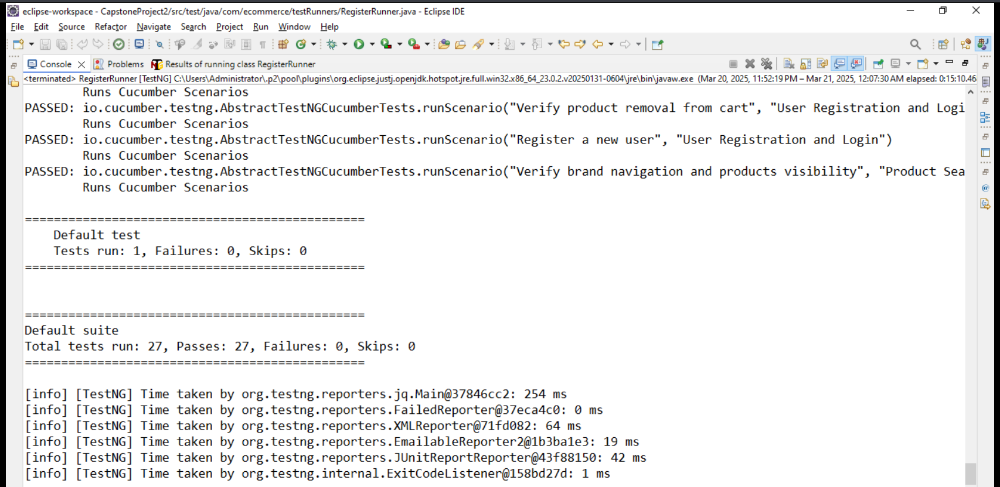 eclipse-workspace - CapstoneProject2/src/test/java/com/ecommerce/testRunners/RegisterRunner.java - Eclipse IDE
File Edit Source Refactor Navigate Search Project Run Window Help
Console Problems Results of running class RegisterRunner
<terminated> RegisterRunner [TestNG] C:\Users\Administrator\.p2\pool\plugins\org.eclipse.justj.openjdk.hotspot.jre.full.win32.x86_64_23.0.2.v20250131-0604\jre\bin\javaw.exe (Mar 20, 2025, 11:52:19 PM – Mar 21, 2025, 12:07:30 AM elapsed: 0:15:10.46
Runs Cucumber Scenarios
PASSED: io.cucumber.testng.AbstractTestNGCucumberTests.runScenario("Verify product removal from cart", "User Registration and Logi
Runs Cucumber Scenarios
PASSED: io.cucumber.testng.AbstractTestNGCucumberTests.runScenario("Register a new user", "User Registration and Login")
Runs Cucumber Scenarios
PASSED: io.cucumber.testng.AbstractTestNGCucumberTests.runScenario("Verify brand navigation and products visibility", "Product Sea
Runs Cucumber Scenarios
===============================================
Default test
Tests run: 1, Failures: 0, Skips: 0
===============================================
===============================================
Default suite
Total tests run: 27, Passes: 27, Failures: 0, Skips: 0
===============================================
[info] [TestNG] Time taken by org.testng.reporters.jq.Main@37846cc2: 254 ms
[info] [TestNG] Time taken by org.testng.reporters.FailedReporter@37eca4c0: 0 ms
[info] [TestNG] Time taken by org.testng.reporters.XMLReporter@71fd082: 64 ms
[info] [TestNG] Time taken by org.testng.reporters.EmailableReporter2@1b3ba1e3: 19 ms
[info] [TestNG] Time taken by org.testng.reporters.JUnitReportReporter@43f88150: 42 ms
[info] [TestNG] Time taken by org.testng.internal.ExitCodeListener@158bd27d: 1 ms